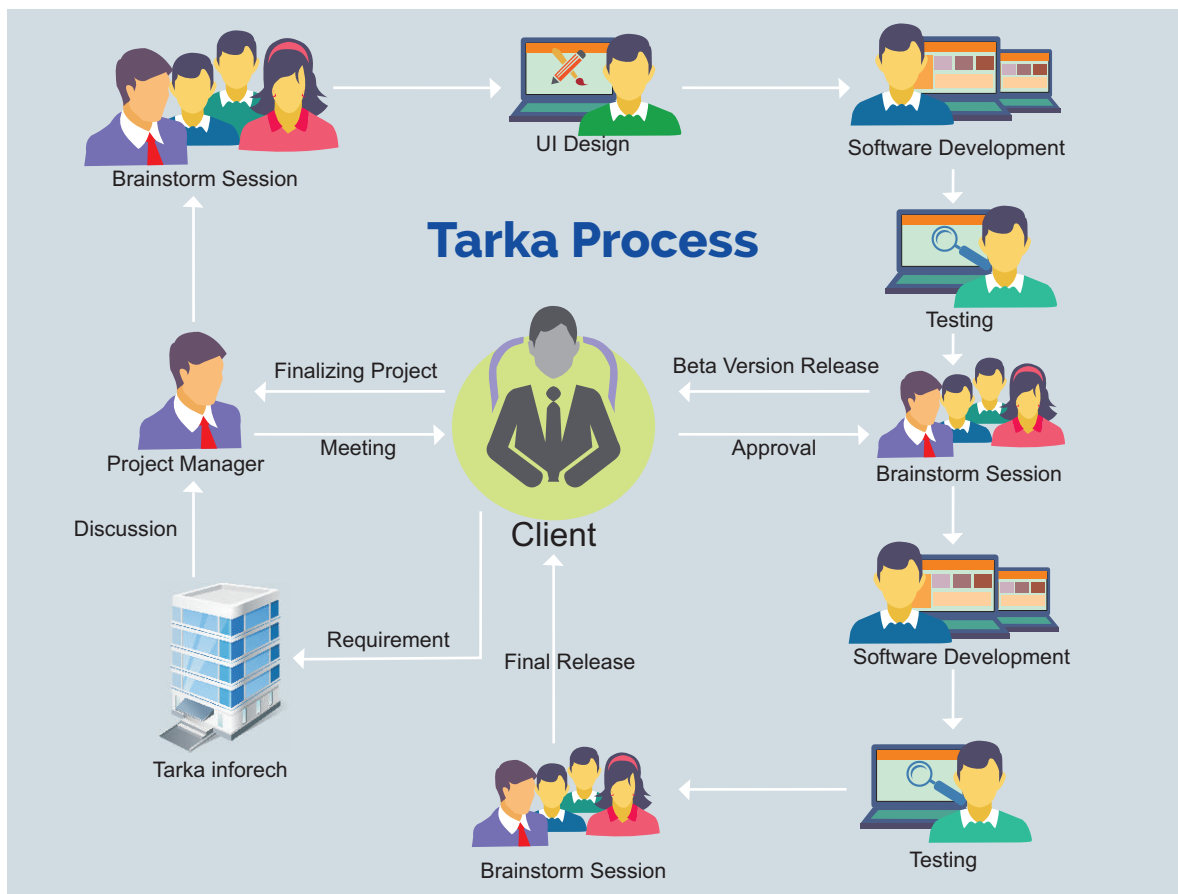 Brainstorm Session
UI Design
Software Development
Tarka Process
Testing
Finalizing Project
Beta Version Release
Meeting
Approval
Project Manager
Brainstorm Session
Discussion
Client
Requirement
Final Release
Software Development
Tarka inforech
Brainstorm Session
Testing